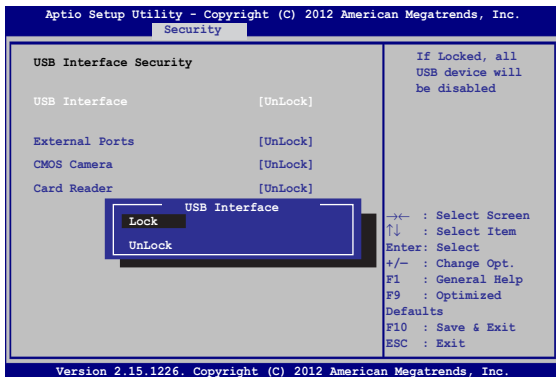 Aptio Setup Utility - Copyright (C) 2012 American Megatrends, Inc.
Security
USB Interface Security
USB Interface [UnLock]
External Ports [UnLock]
CMOS Camera [UnLock]
Card Reader [UnLock]
USB Interface
Lock
UnLock
If Locked, all
USB device will
be disabled
→← : Select Screen
↑↓ : Select Item
Enter: Select
+/— : Change Opt.
F1 : General Help
F9 : Optimized
Defaults
F10 : Save & Exit
ESC : Exit
Version 2.15.1226. Copyright (C) 2012 American Megatrends, Inc.